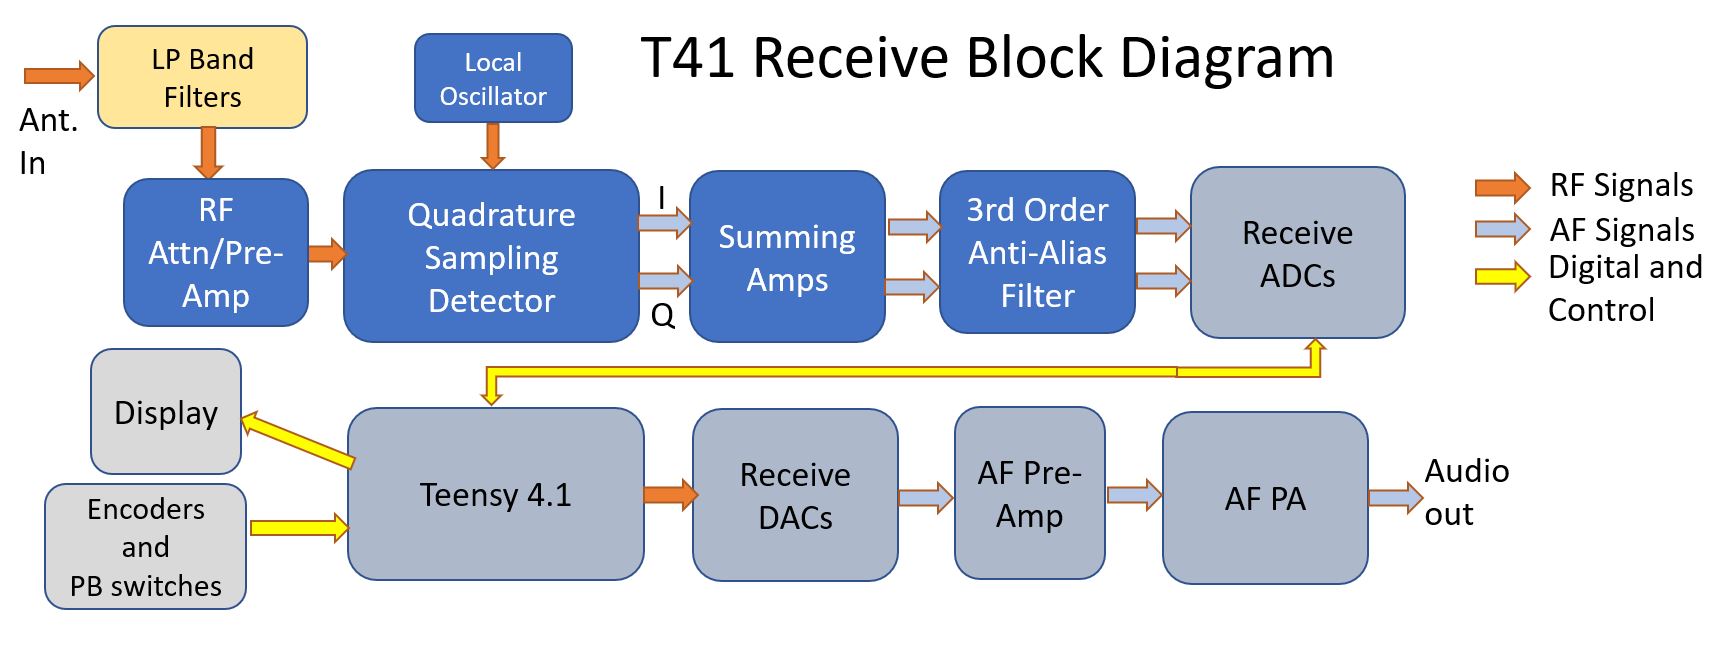 T41 Receive Block Diagram
LP Band
Filters
Local
Oscillator
Ant.
In
RF
Attn/Pre-
Amp
Quadrature
Sampling
Detector
I
Q
Summing
Amps
3rd Order
Anti-Alias
Filter
Receive
ADCs
RF Signals
AF Signals
Digital and
Control
Display
Encoders
and
PB switches
Teensy 4.1
Receive
DACs
AF Pre-
Amp
AF PA
Audio
out